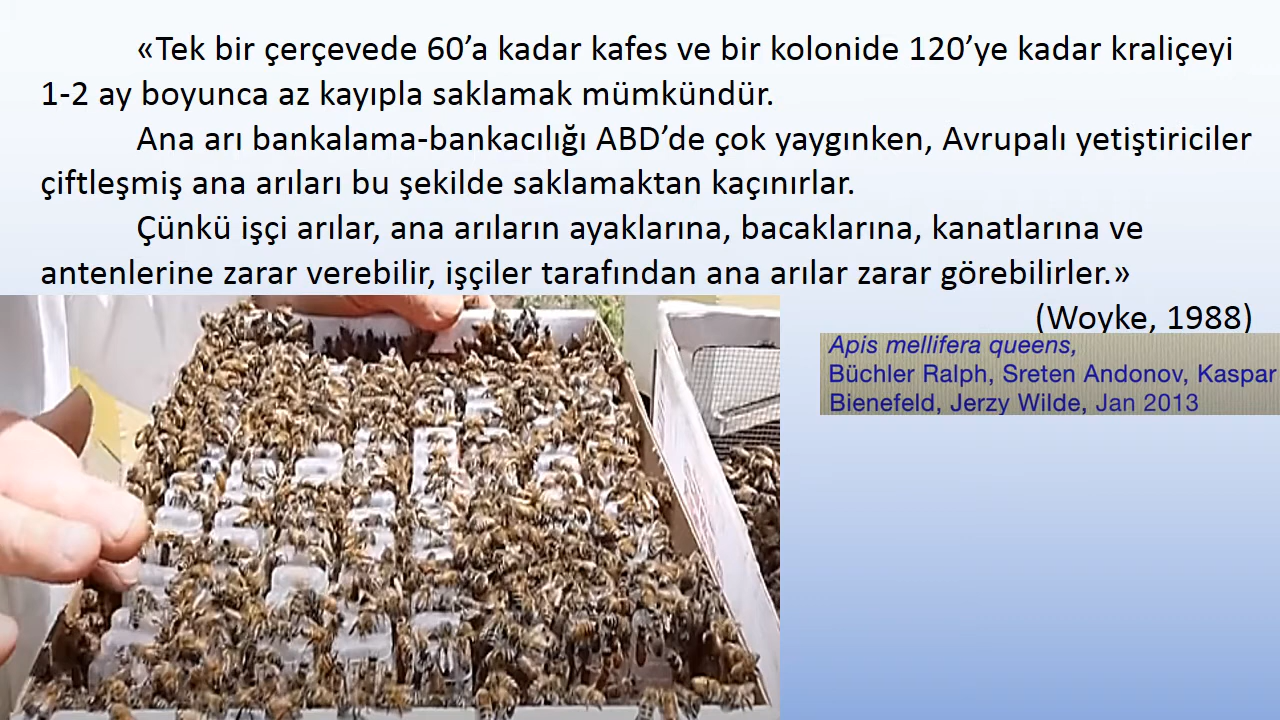 «Tek bir çerçevede 60’a kadar kafes ve bir kolonide 120’ye kadar kraliçeyi
1-2 ay boyunca az kayıpla saklamak mümkündür.
Ana arı bankalama-bankacılığı ABD’de çok yaygınken, Avrupalı yetiştiriciler
çiftleşmiş ana arıları bu şekilde saklamaktan kaçınırlar.
Çünkü işçi arılar, ana arıların ayaklarına, bacaklarına, kanatlarına ve
antenlerine zarar verebilir, işçiler tarafından ana arılar zarar görebilirler.»
(Woyke, 1988)
Apis mellifera queens,
Büchler Ralph, Sreten Andonov, Kaspar
Bienefeld, Jerzy Wilde, Jan 2013